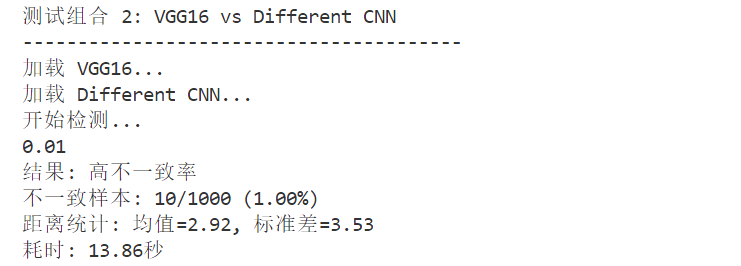 测试组合 2: VGG16 vs Different CNN
----------------------------------------
加载 VGG16...
加载 Different CNN...
开始检测...
0.01
结果: 高不一致率
不一致样本: 10/1000 (1.00%)
距离统计: 均值=2.92, 标准差=3.53
耗时: 13.86秒